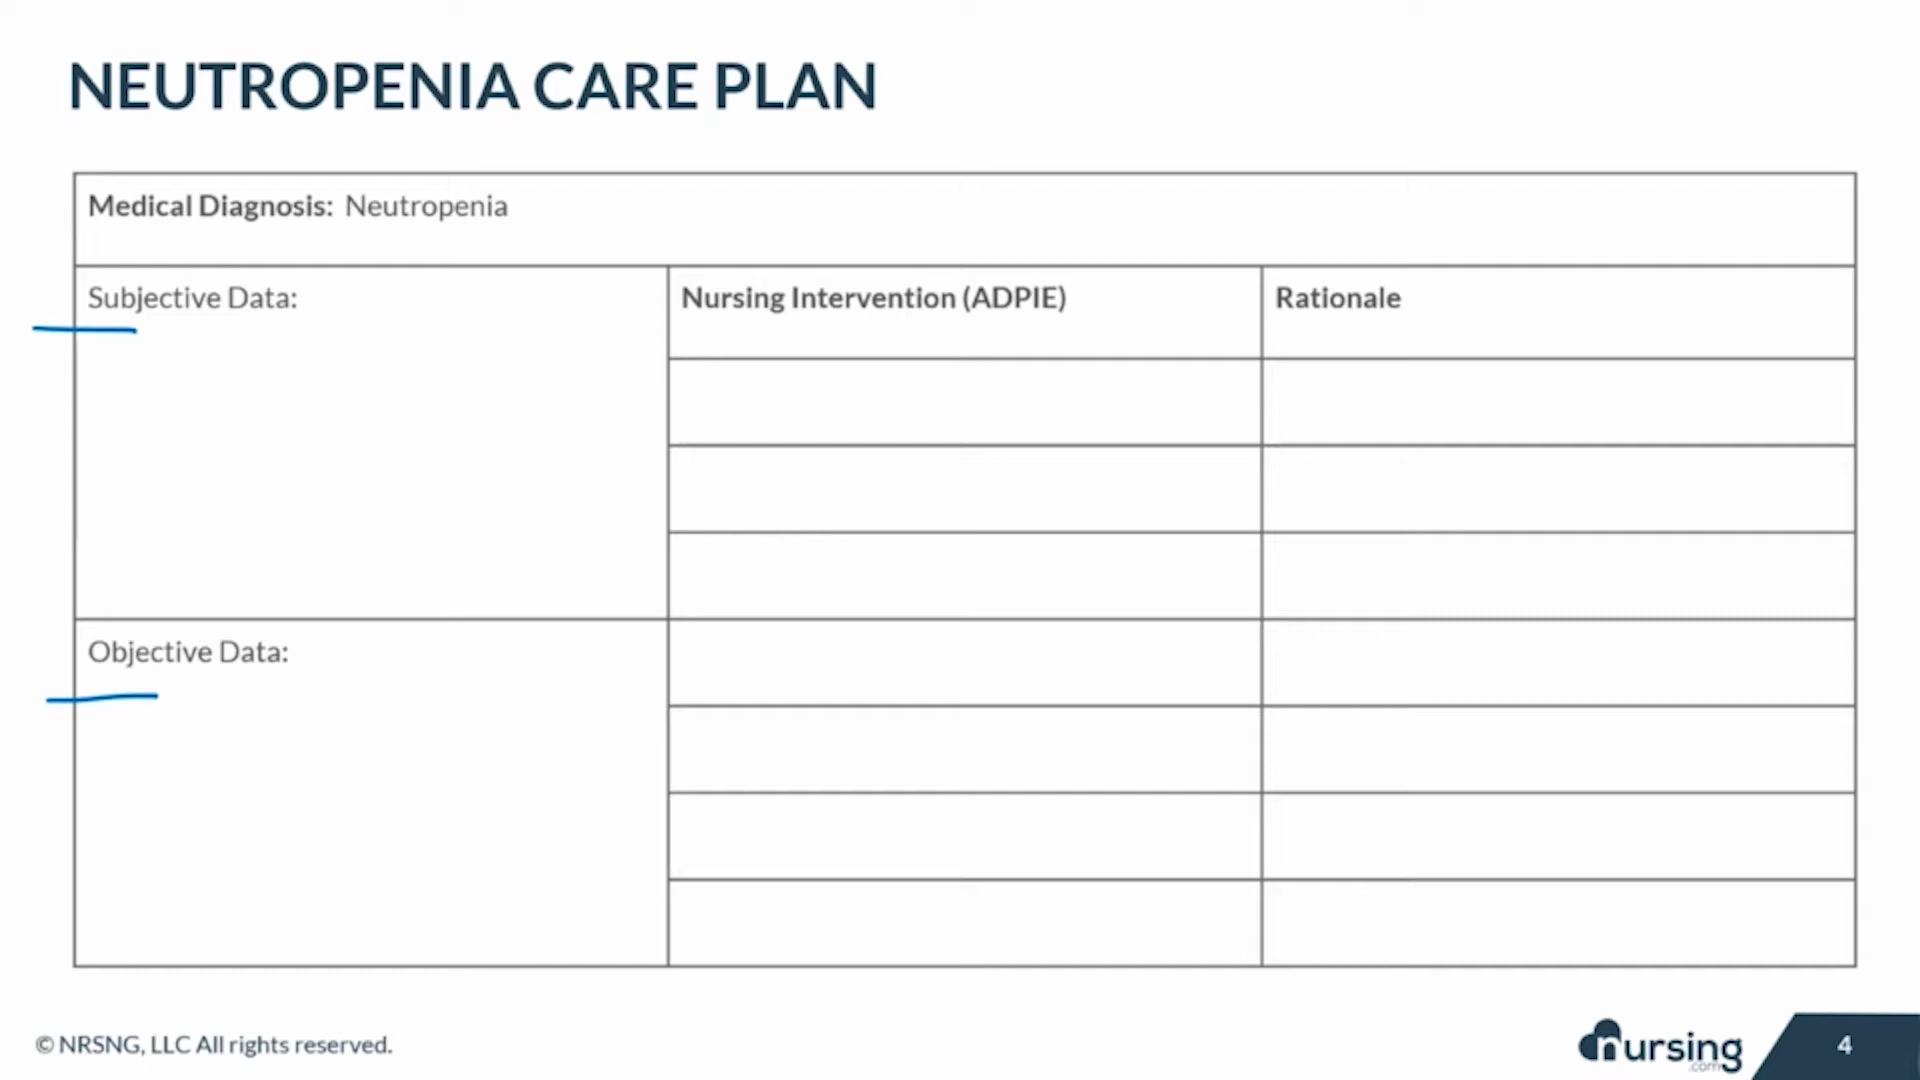 NEUTROPENIA CARE PLAN
Medical Diagnosis: Neutropenia
Subjective Data:
Nursing Intervention (ADPIE)
Rationale
Objective Data:
© NRSNG, LLC All rights reserved.
nursing
.com
4